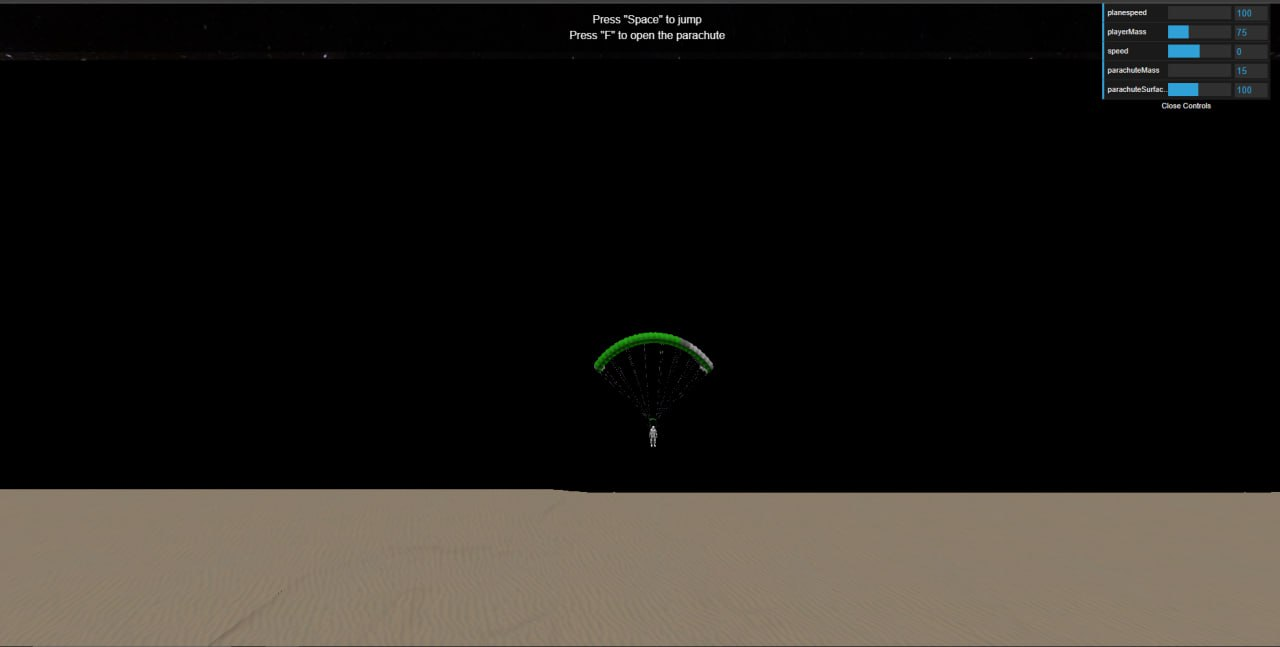 Press "Space" to jump
Press "F" to open the parachute
planespeed 100
playerMass 75
speed 0
parachuteMass 15
parachuteSurfac... 100
Close Controls